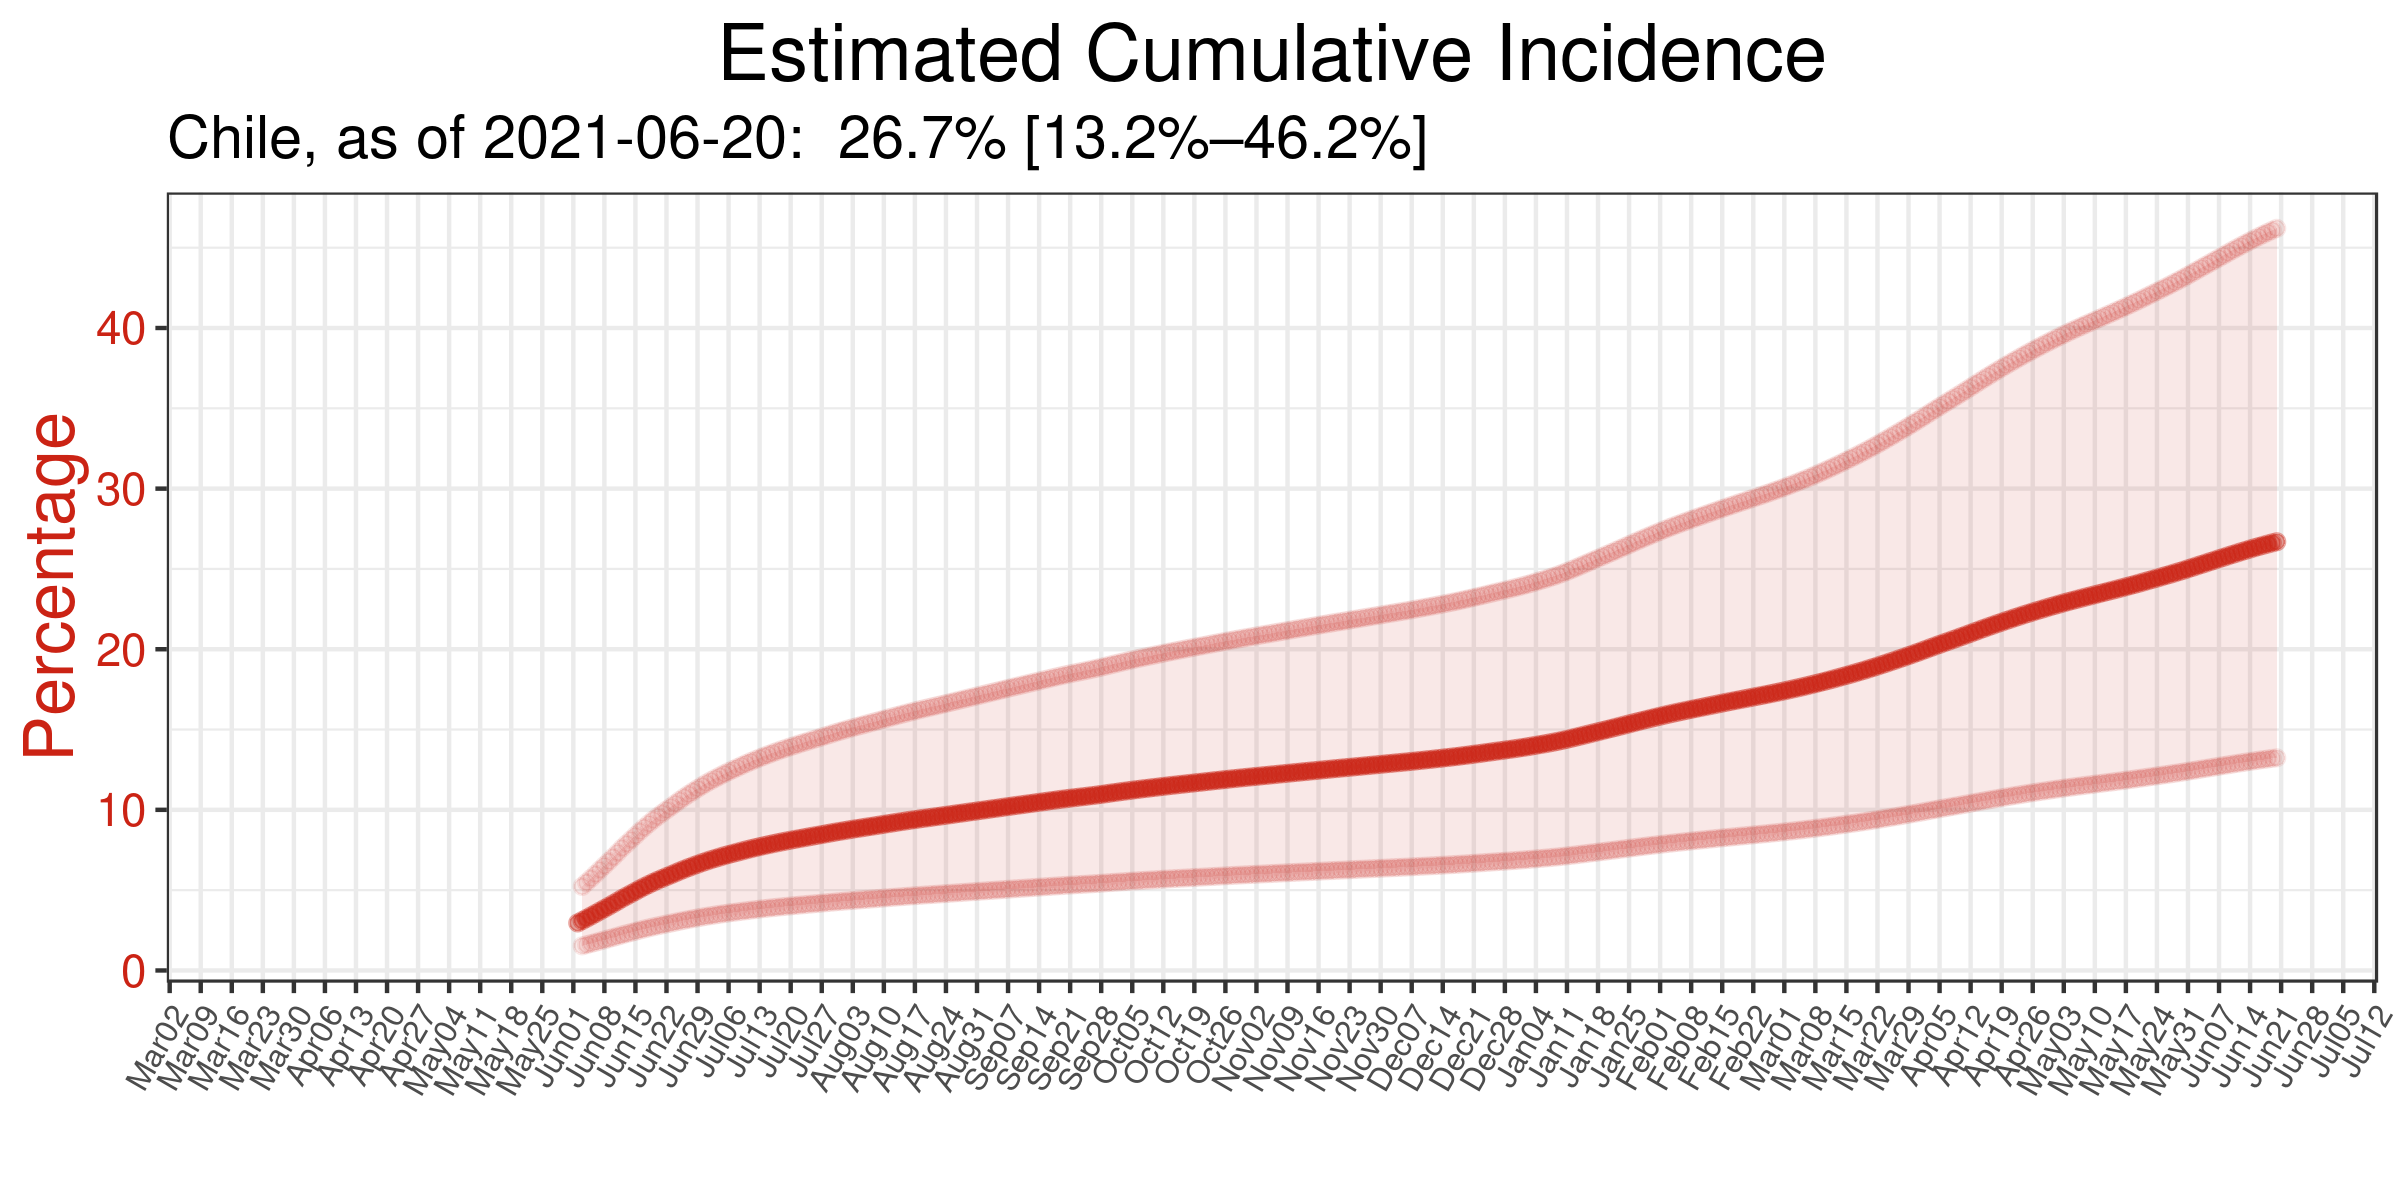 Estimated Cumulative Incidence
Chile, as of 2021-06-20:  26.7% [13.2%–46.2%]
Percentage
40
30
20
10
0
Mar02
Mar09
Mar16
Mar23
Mar30
Apr06
Apr13
Apr20
Apr27
May04
May11
May18
May25
Jun01
Jun08
Jun15
Jun22
Jun29
Jul06
Jul13
Jul20
Jul27
Aug03
Aug10
Aug17
Aug24
Aug31
Sep07
Sep14
Sep21
Sep28
Oct05
Oct12
Oct19
Oct26
Nov02
Nov09
Nov16
Nov23
Nov30
Dec07
Dec14
Dec21
Dec28
Jan04
Jan11
Jan18
Jan25
Feb01
Feb08
Feb15
Feb22
Mar01
Mar08
Mar15
Mar22
Mar29
Apr05
Apr12
Apr19
Apr26
May03
May10
May17
May24
May31
Jun07
Jun14
Jun21
Jun28
Jul05
Jul12